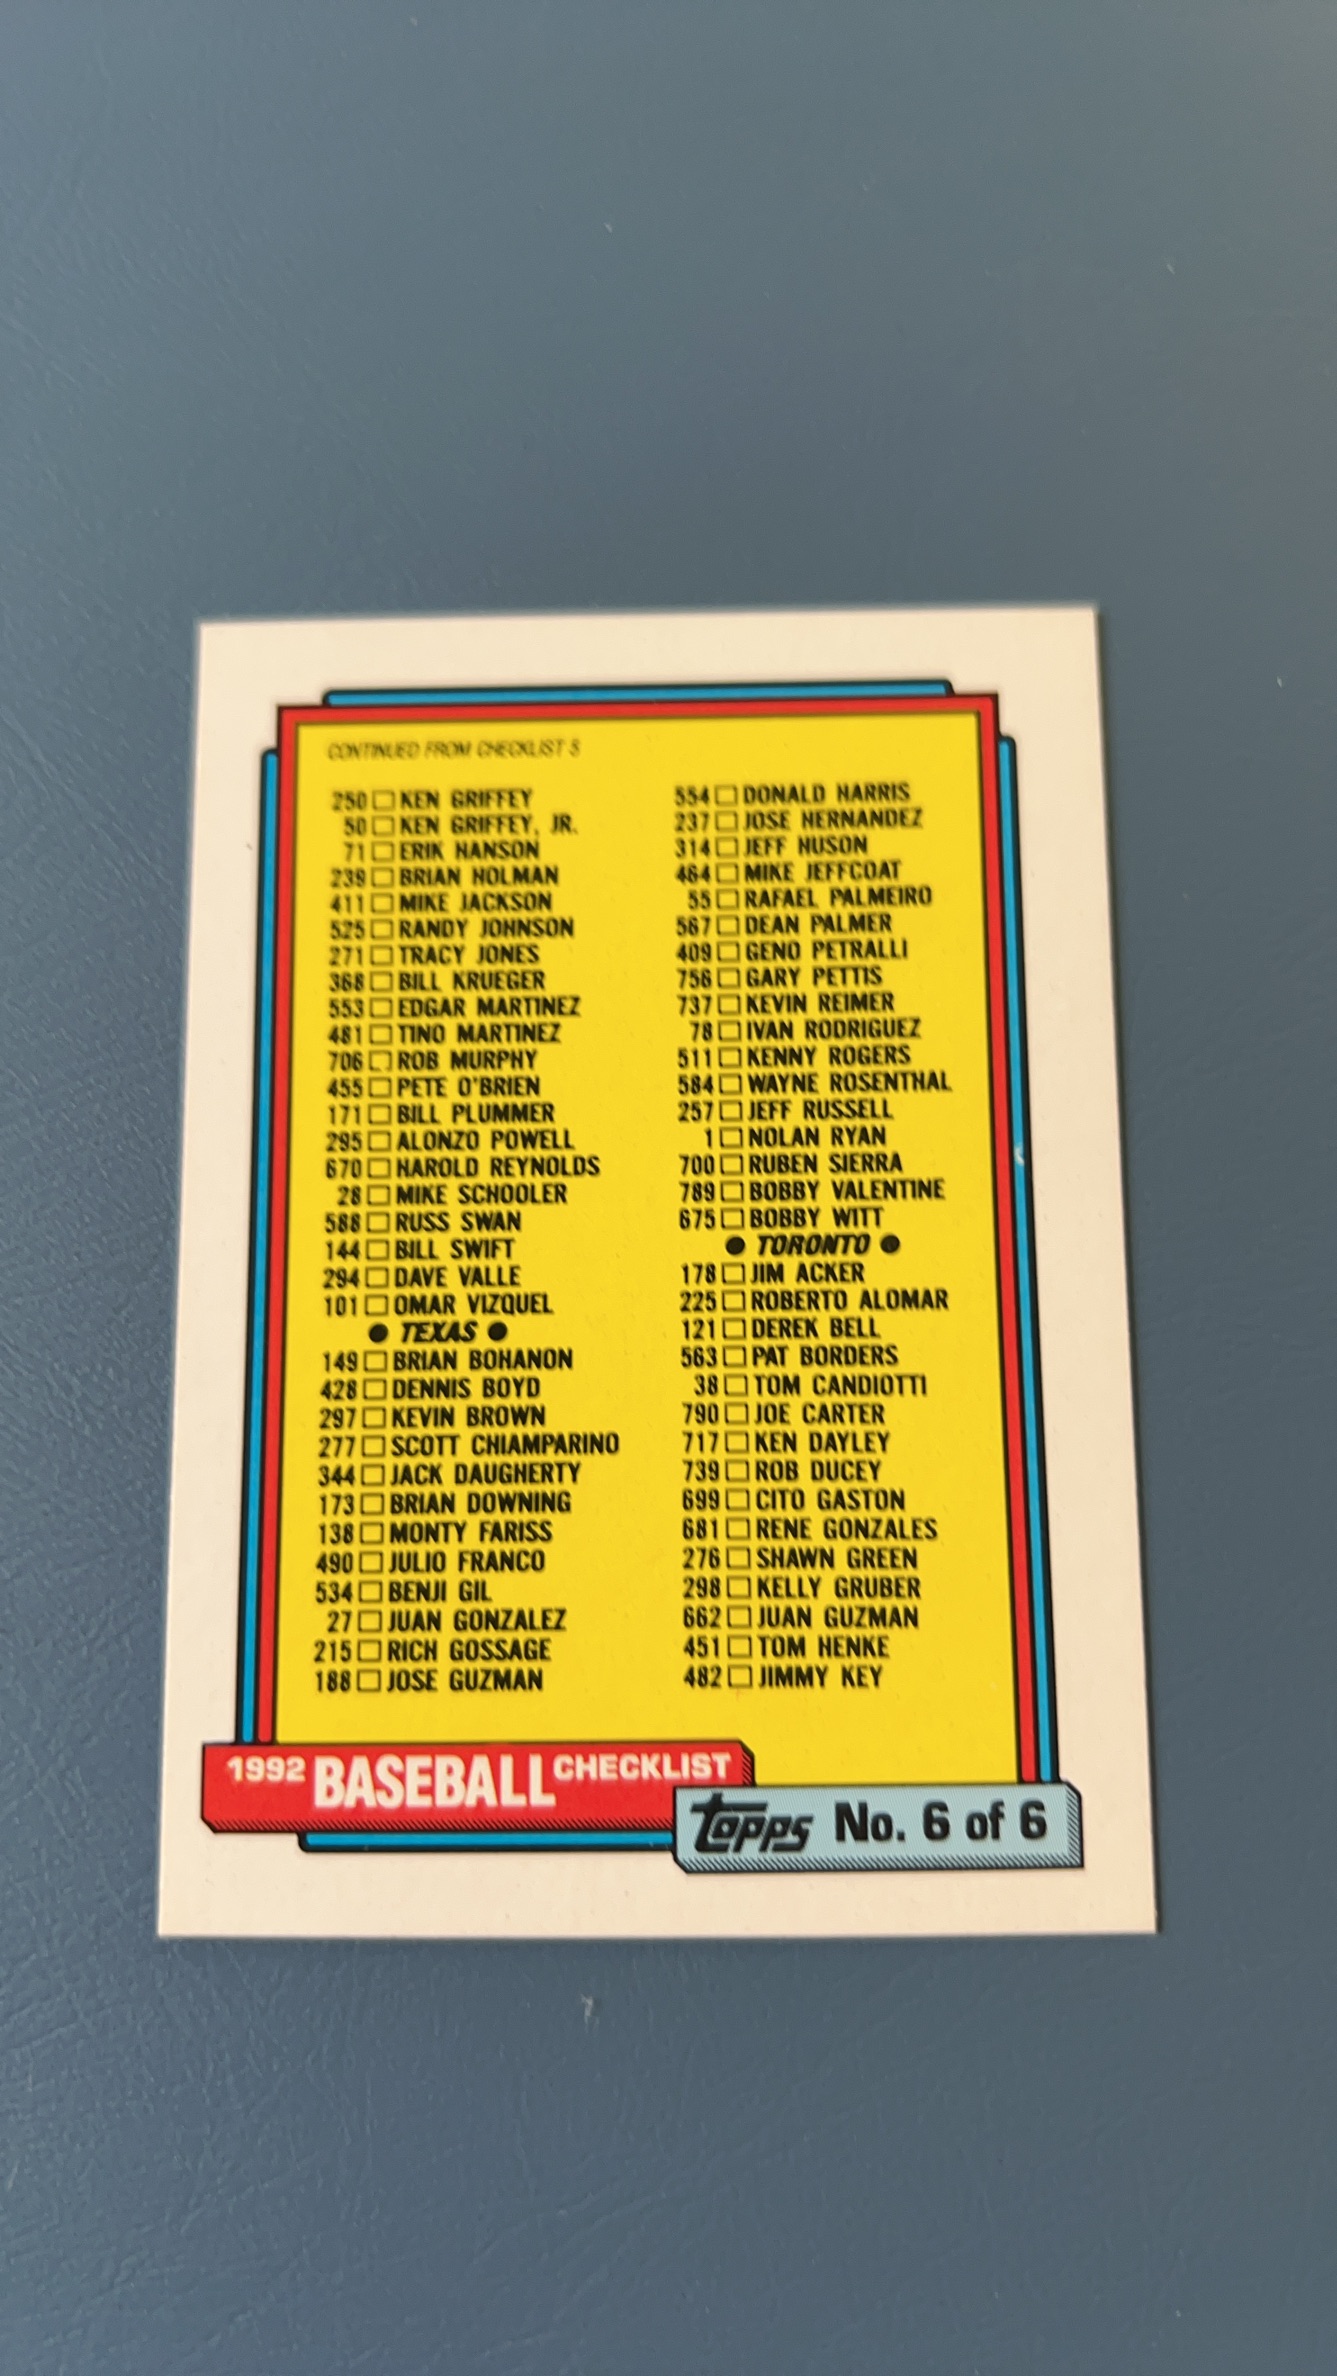 CONTINUED FROM CHECKLIST 5
250 KEN GRIFFEY
50 KEN GRIFFEY, JR.
71 ERIK HANSON
239 BRIAN HOLMAN
411 MIKE JACKSON
525 RANDY JOHNSON
271 TRACY JONES
368 BILL KRUEGER
553 EDGAR MARTINEZ
481 TINO MARTINEZ
706 ROB MURPHY
455 PETE O'BRIEN
171 BILL PLUMMER
295 ALONZO POWELL
670 HAROLD REYNOLDS
28 MIKE SCHOOLER
588 RUSS SWAN
144 BILL SWIFT
294 DAVE VALLE
101 OMAR VIZQUEL
● TEXAS ●
149 BRIAN BOHANON
428 DENNIS BOYD
297 KEVIN BROWN
277 SCOTT CHIAMPARINO
344 JACK DAUGHERTY
173 BRIAN DOWNING
138 MONTY FARISS
490 JULIO FRANCO
534 BENJI GIL
27 JUAN GONZALEZ
215 RICH GOSSAGE
188 JOSE GUZMAN
554 DONALD HARRIS
237 JOSE HERNANDEZ
314 JEFF HUSON
464 MIKE JEFFCOAT
55 RAFAEL PALMEIRO
567 DEAN PALMER
409 GENO PETRALLI
756 GARY PETTIS
737 KEVIN REIMER
78 IVAN RODRIGUEZ
511 KENNY ROGERS
584 WAYNE ROSENTHAL
257 JEFF RUSSELL
1 NOLAN RYAN
700 RUBEN SIERRA
789 BOBBY VALENTINE
675 BOBBY WITT
● TORONTO ●
178 JIM ACKER
225 ROBERTO ALOMAR
121 DEREK BELL
563 PAT BORDERS
38 TOM CANDIOTTI
790 JOE CARTER
717 KEN DAYLEY
739 ROB DUCEY
699 CITO GASTON
681 RENE GONZALES
276 SHAWN GREEN
298 KELLY GRUBER
662 JUAN GUZMAN
451 TOM HENKE
482 JIMMY KEY
1992 BASEBALL CHECKLIST
topps No. 6 of 6